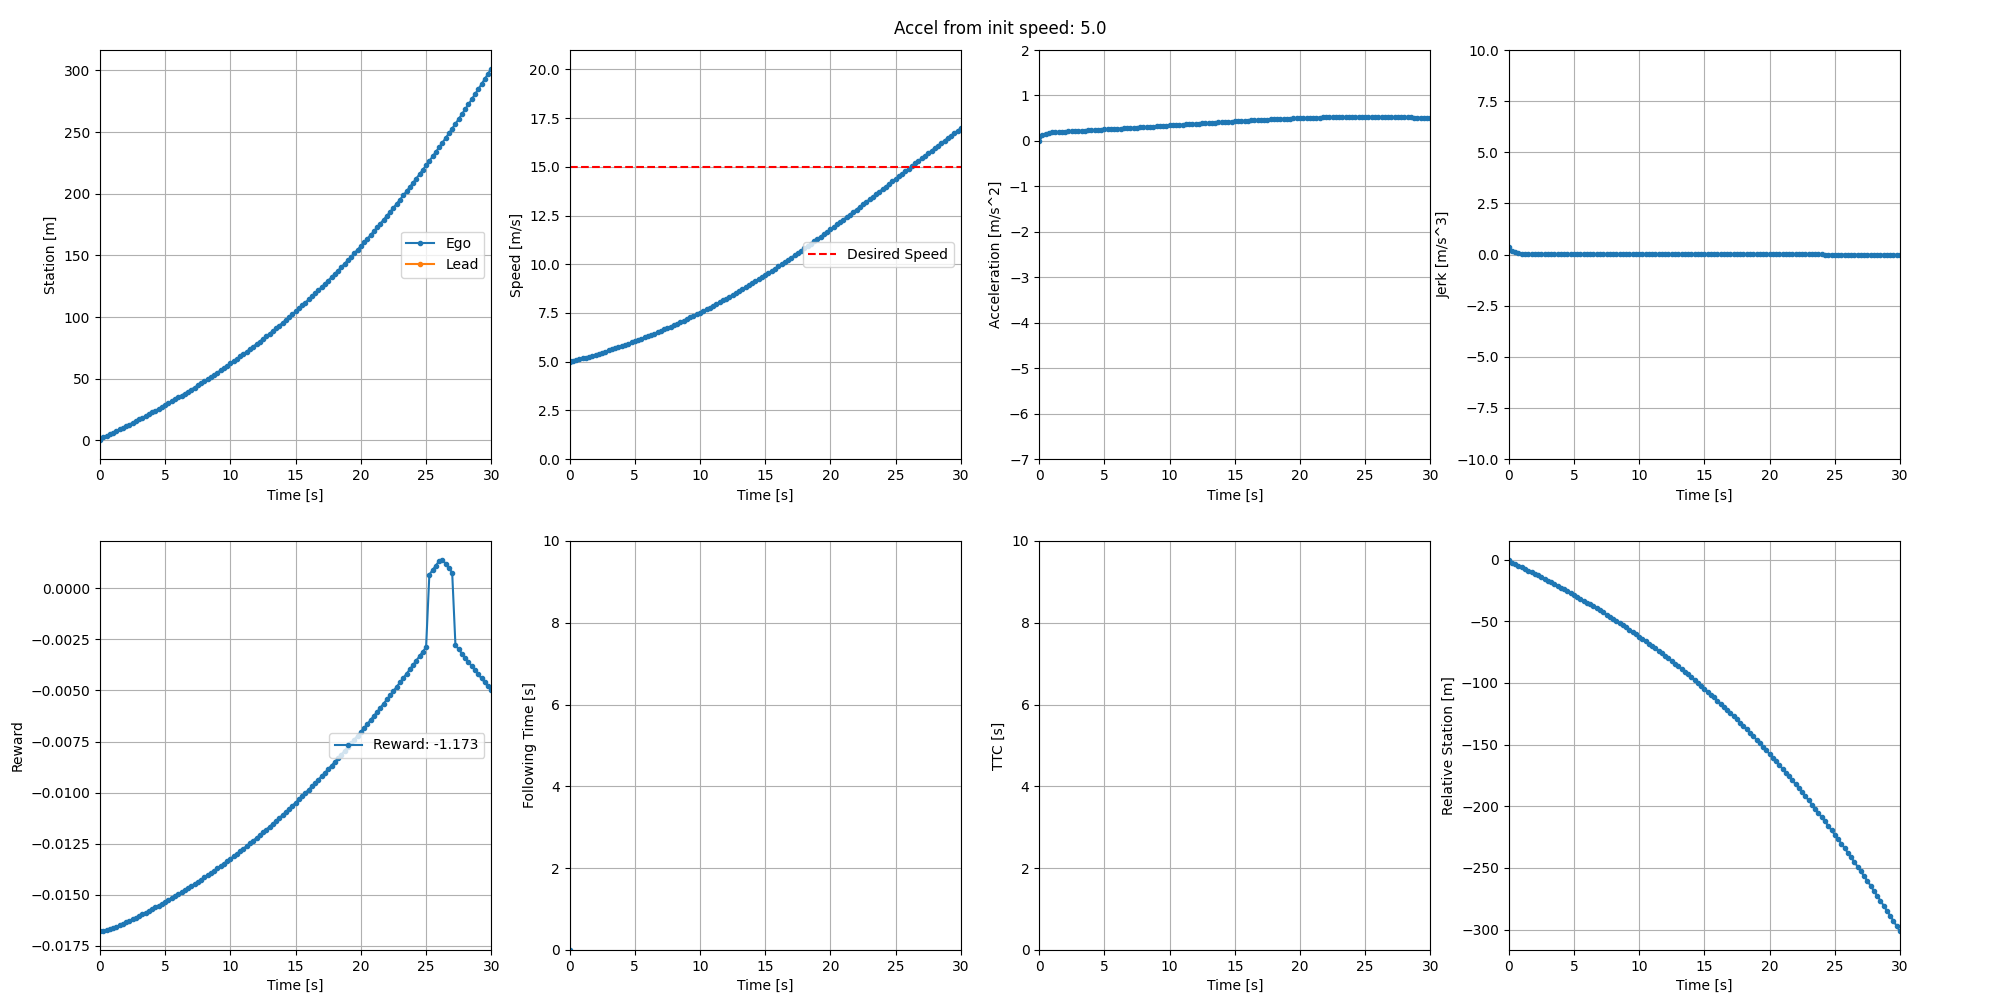 Accel from init speed: 5.0
300
250
200
150
100
50
0
Station [m]
Ego
Lead
0 5 10 15 20 25 30
Time [s]
20.0
17.5
15.0
12.5
10.0
7.5
5.0
2.5
0.0
Speed [m/s]
Desired Speed
0 5 10 15 20 25 30
Time [s]
2
1
0
−1
−2
−3
−4
−5
−6
−7
Acceleration [m/s^2]
0 5 10 15 20 25 30
Time [s]
10.0
7.5
5.0
2.5
0.0
−2.5
−5.0
−7.5
−10.0
Jerk [m/s^3]
0 5 10 15 20 25 30
Time [s]
0.0000
−0.0025
−0.0050
−0.0075
−0.0100
−0.0125
−0.0150
−0.0175
Reward
Reward: -1.173
0 5 10 15 20 25 30
Time [s]
10
8
6
4
2
0
Following Time [s]
0 5 10 15 20 25 30
Time [s]
10
8
6
4
2
0
TTC [s]
0 5 10 15 20 25 30
Time [s]
0
−50
−100
−150
−200
−250
−300
Relative Station [m]
0 5 10 15 20 25 30
Time [s]